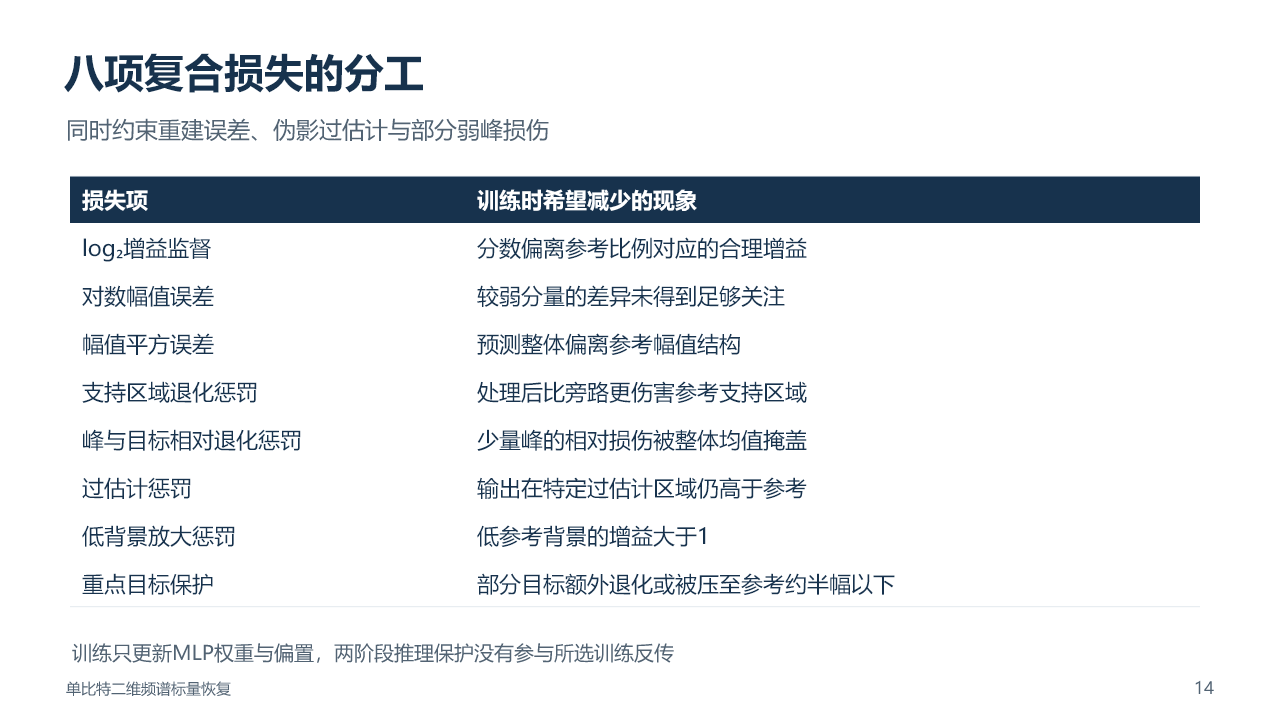 八项复合损失的分工
同时约束重建误差、伪影过估计与部分弱峰损伤
损失项 训练时希望减少的现象
log₂增益监督 分数偏离参考比例对应的合理增益
对数幅值误差 较弱分量的差异未得到足够关注
幅值平方误差 预测整体偏离参考幅值结构
支持区域退化惩罚 处理后比旁路更伤害参考支持区域
峰与目标相对退化惩罚 少量峰的相对损伤被整体均值掩盖
过估计惩罚 输出在特定过估计区域仍高于参考
低背景放大惩罚 低参考背景的增益大于1
重点目标保护 部分目标额外退化或被压至参考约半幅以下
训练只更新MLP权重与偏置，两阶段推理保护没有参与所选训练反传
单比特二维频谱标量恢复 14